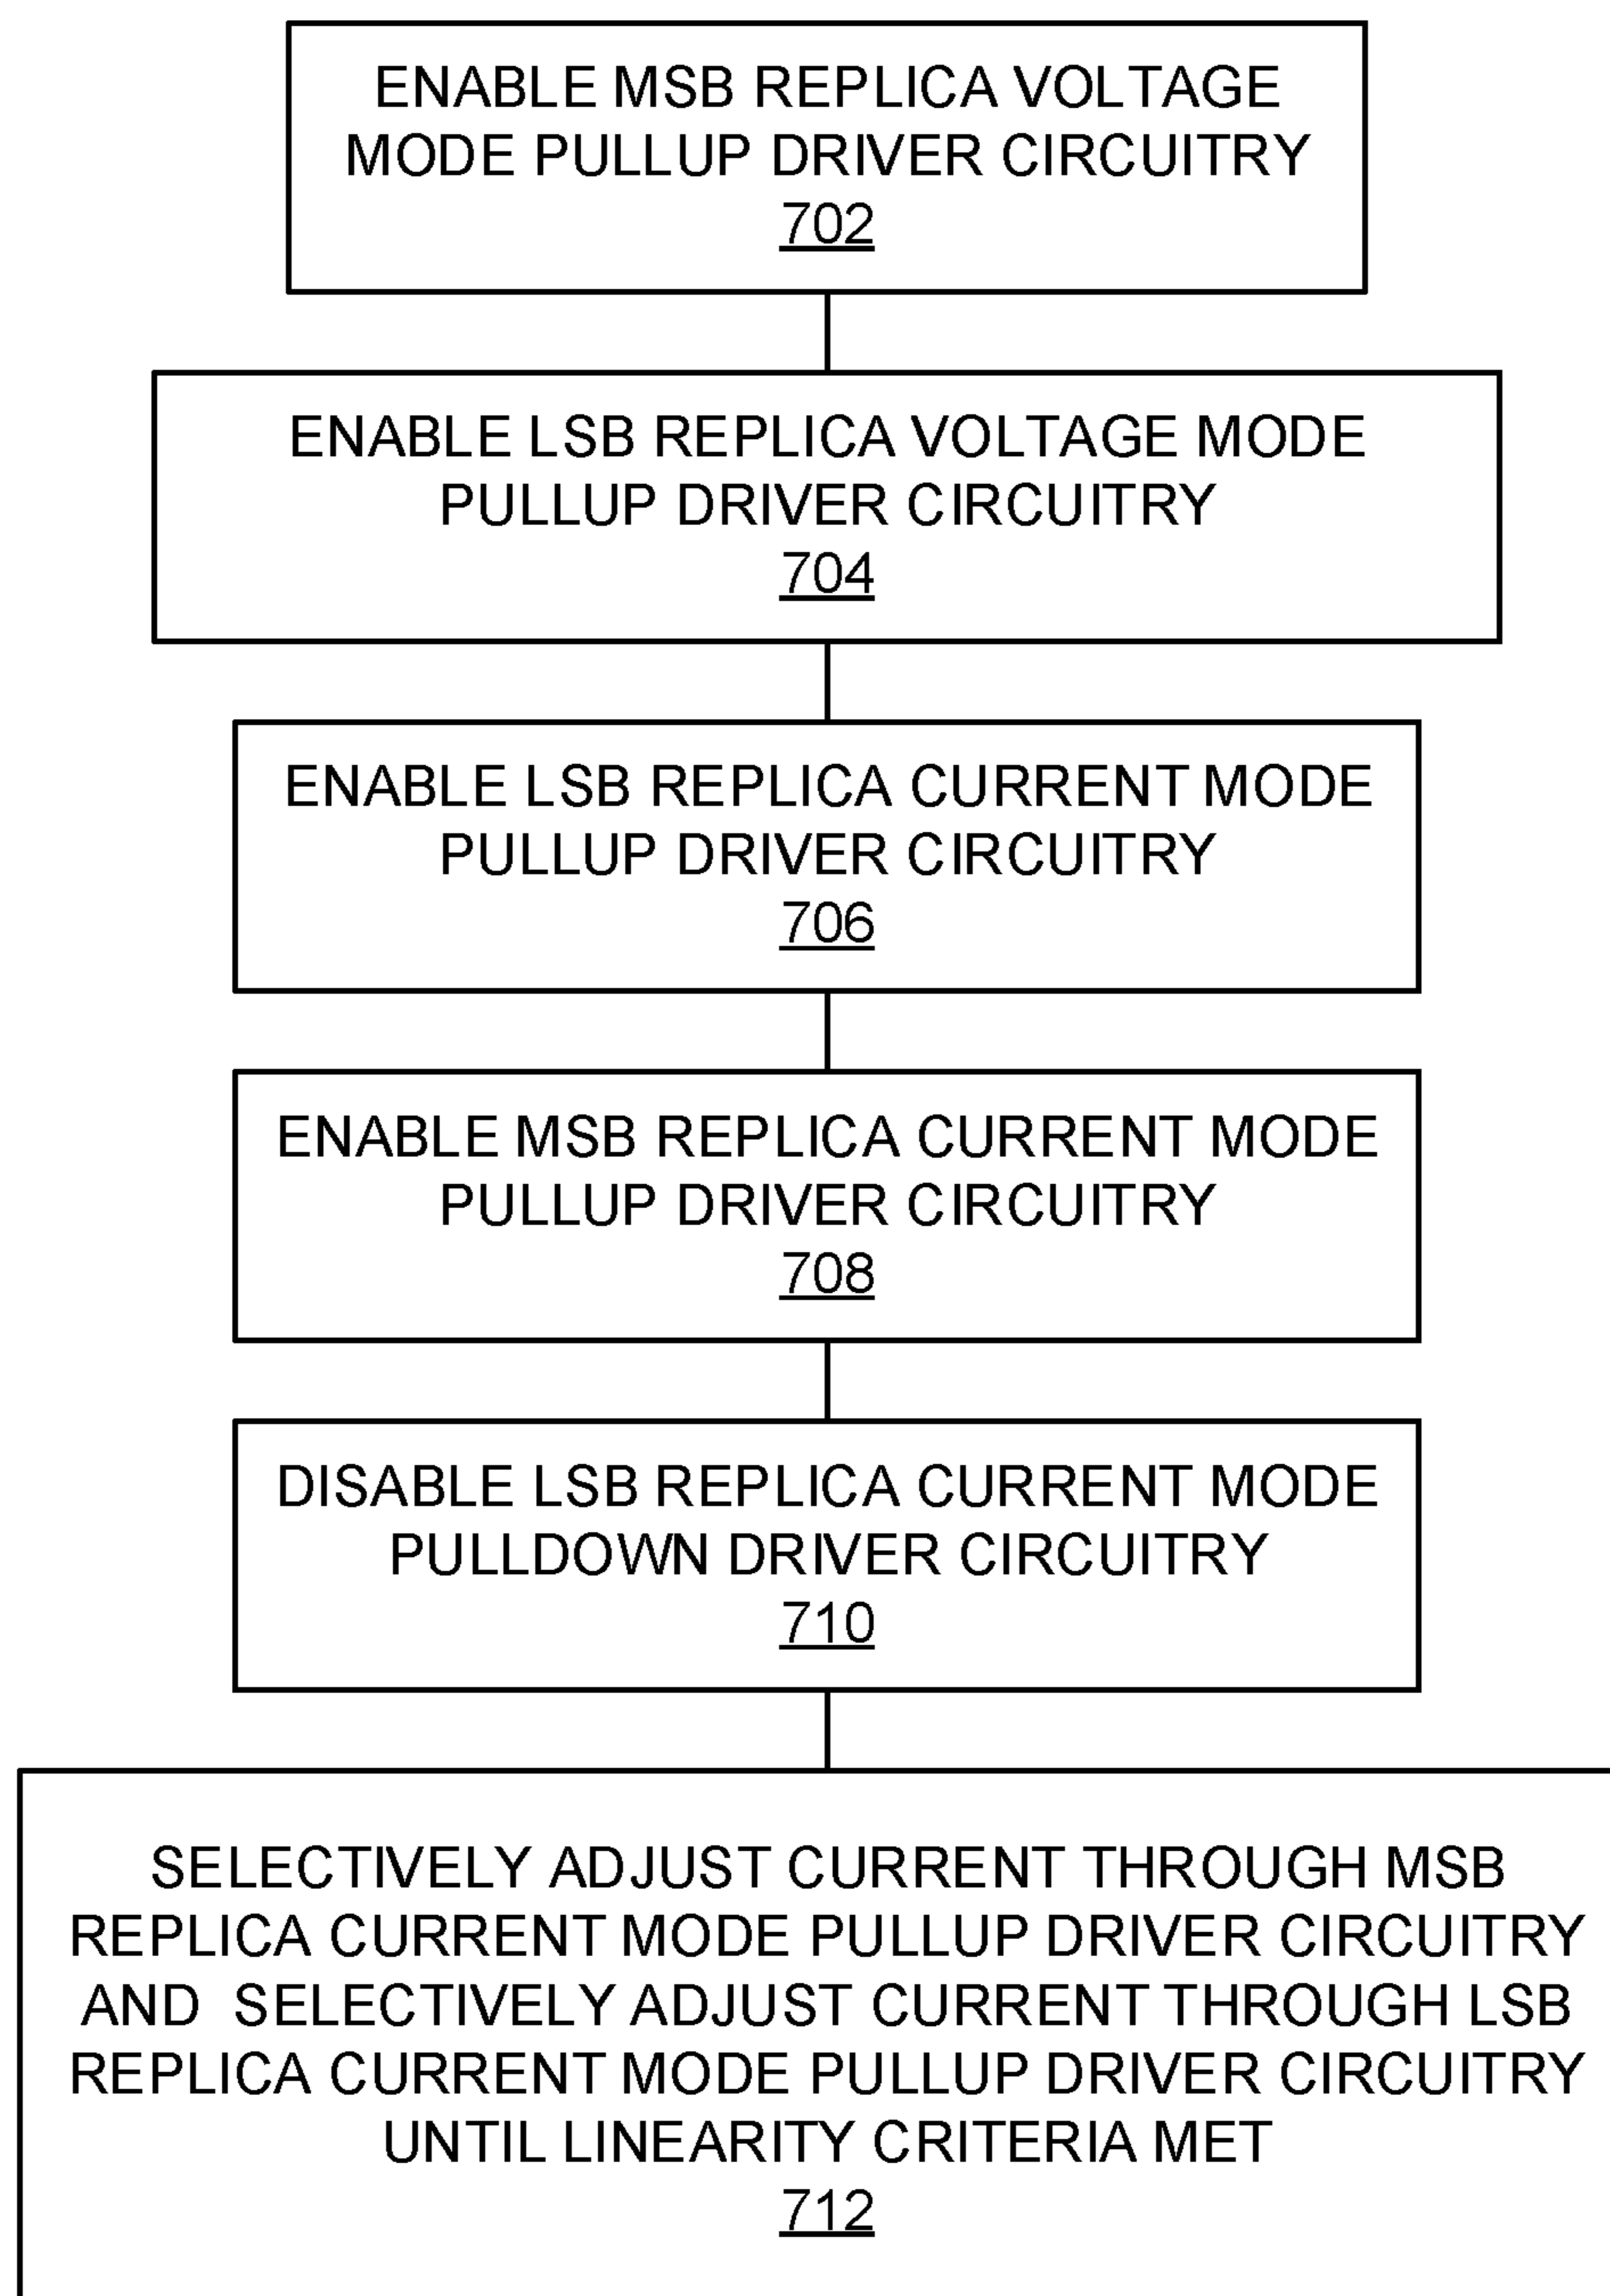 ENABLE MSB REPLICA VOLTAGE
MODE PULLUP DRIVER CIRCUITRY
702
ENABLE LSB REPLICA VOLTAGE MODE
PULLUP DRIVER CIRCUITRY
704
ENABLE LSB REPLICA CURRENT MODE
PULLUP DRIVER CIRCUITRY
706
ENABLE MSB REPLICA CURRENT MODE
PULLUP DRIVER CIRCUITRY
708
DISABLE LSB REPLICA CURRENT MODE
PULLDOWN DRIVER CIRCUITRY
710
SELECTIVELY ADJUST CURRENT THROUGH MSB
REPLICA CURRENT MODE PULLUP DRIVER CIRCUITRY
AND SELECTIVELY ADJUST CURRENT THROUGH LSB
REPLICA CURRENT MODE PULLUP DRIVER CIRCUITRY
UNTIL LINEARITY CRITERIA MET
712